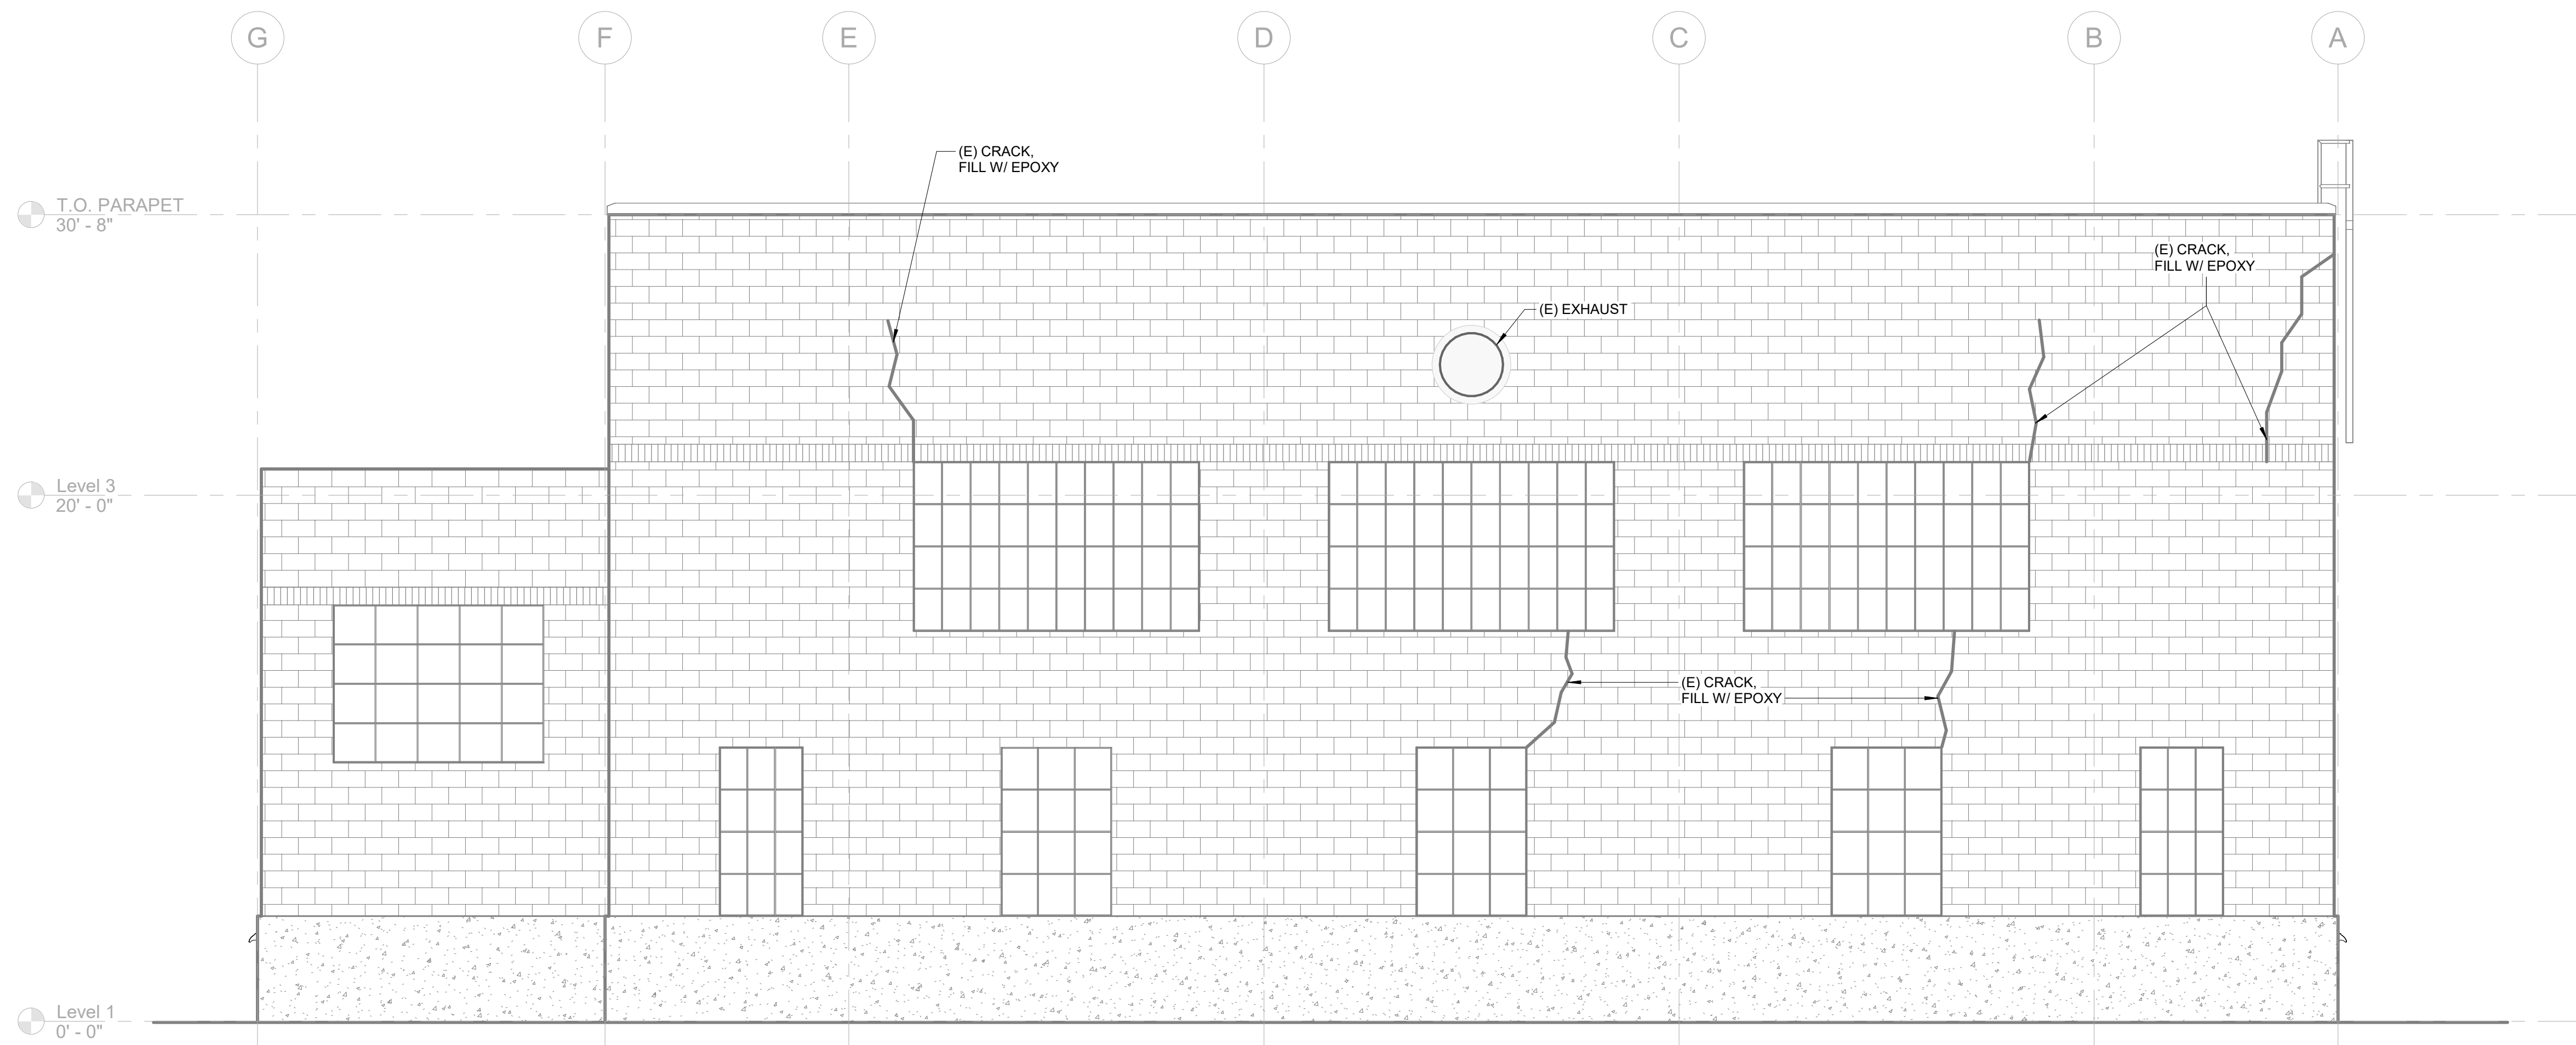 G
F
E
D
C
B
A
(E) CRACK,
FILL W/ EPOXY
T.O. PARAPET
30' - 8"
(E) CRACK,
FILL W/ EPOXY
(E) EXHAUST
Level 3
20' - 0"
(E) CRACK,
FILL W/ EPOXY
Level 1
0' - 0"